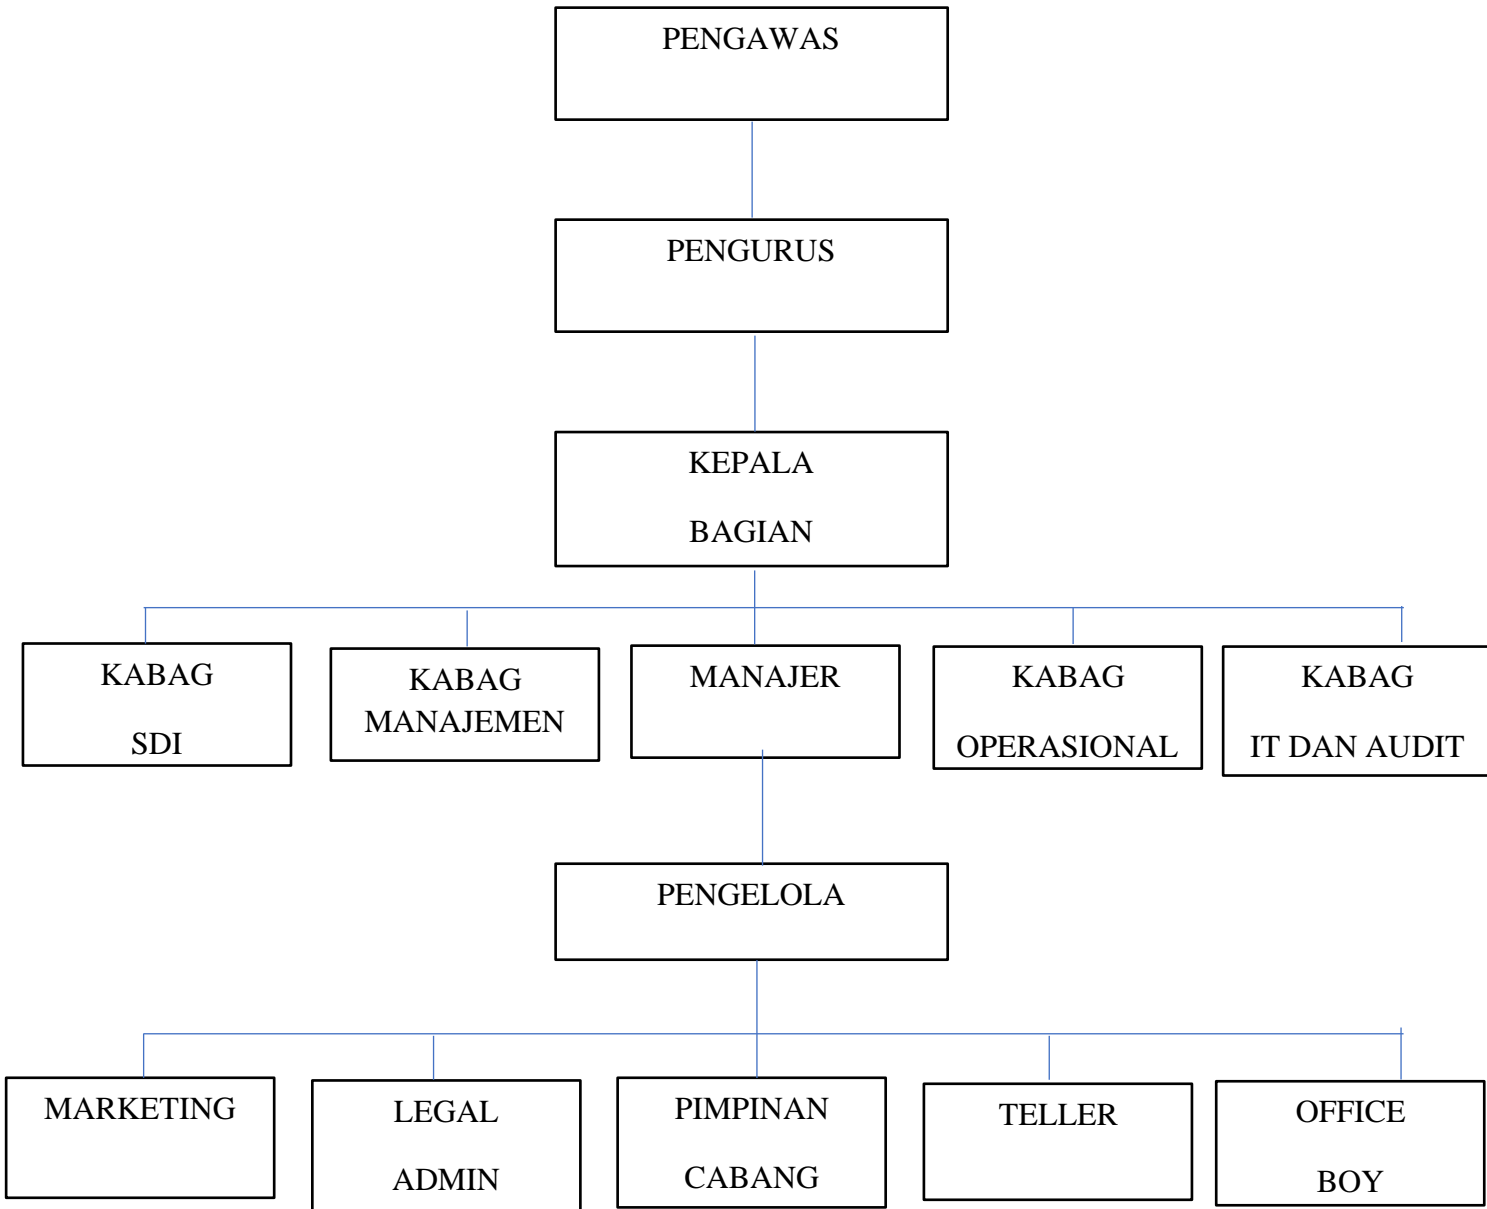 PENGAWAS
PENGURUS
KEPALA
BAGIAN
KABAG
SDI
KABAG
MANAJEMEN
MANAJER
KABAG
OPERASIONAL
KABAG
IT DAN AUDIT
PENGELOLA
MARKETING
LEGAL
ADMIN
PIMPINAN
CABANG
TELLER
OFFICE
BOY